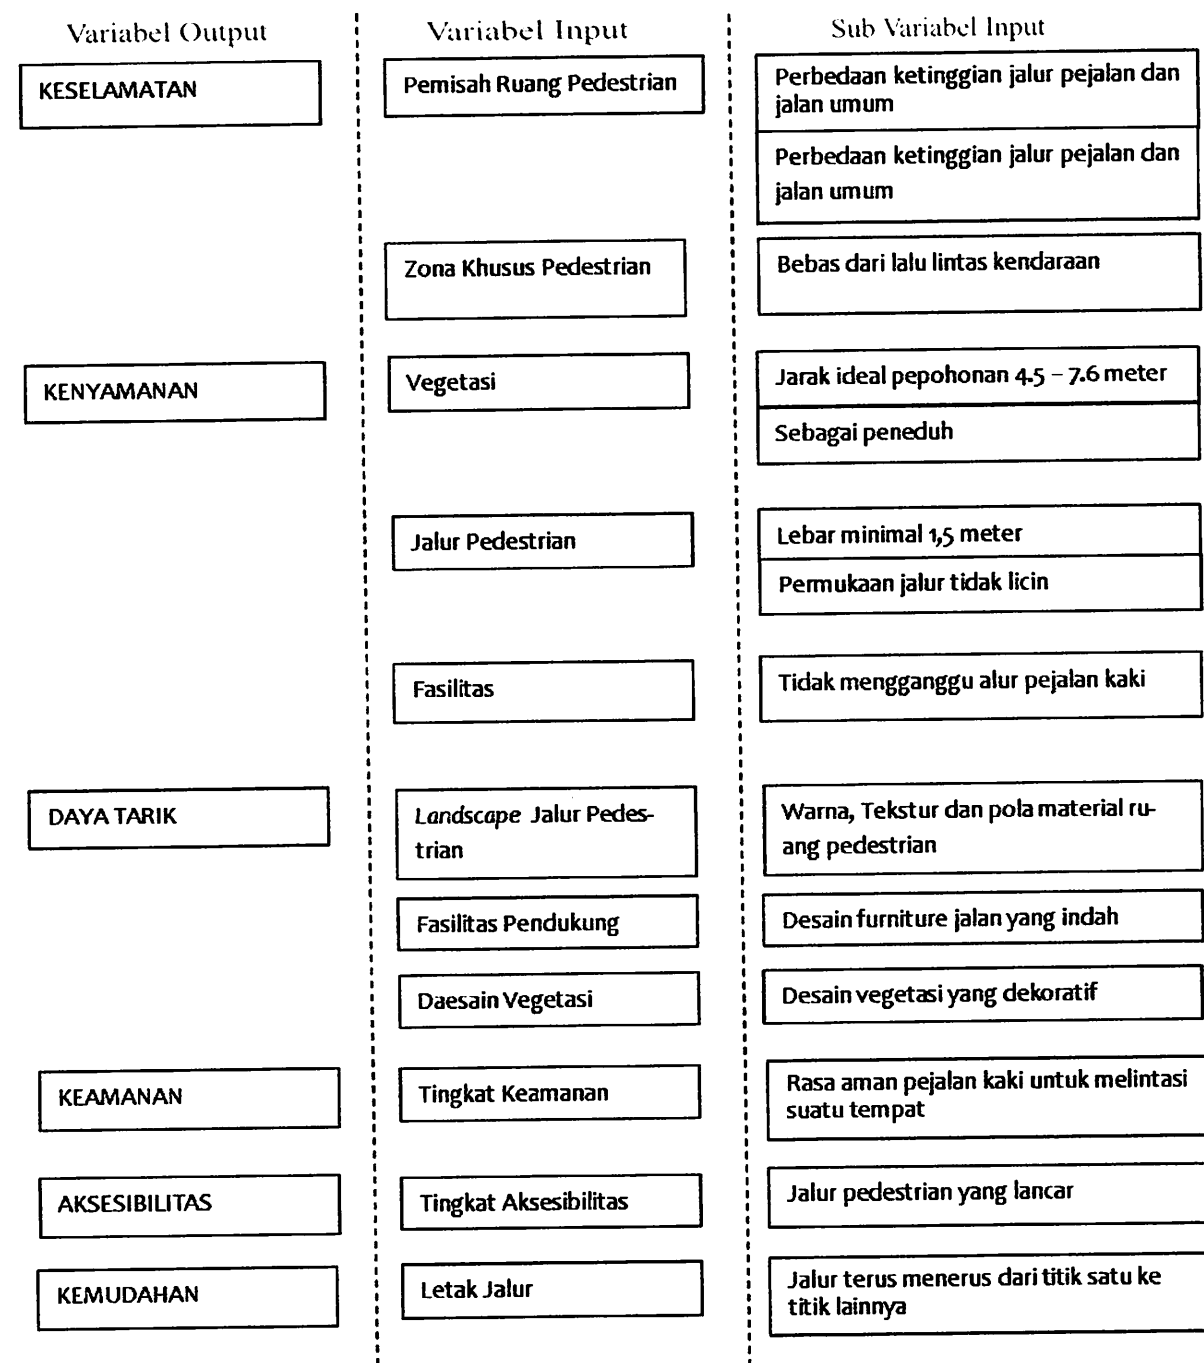 Variabel Output
Variabel Input
Sub Variabel Input
KESELAMATAN
Pemisah Ruang Pedestrian
Perbedaan ketinggian jalur pejalan dan
jalan umum
Perbedaan ketinggian jalur pejalan dan
jalan umum
Zona Khusus Pedestrian
Bebas dari lalu lintas kendaraan
KENYAMANAN
Vegetasi
Jarak ideal pepohonan 4.5 – 7.6 meter
Sebagai peneduh
Jalur Pedestrian
Lebar minimal 1,5 meter
Permukaan jalur tidak licin
Fasilitas
Tidak mengganggu alur pejalan kaki
DAYA TARIK
Landscape Jalur Pedes-
trian
Warna, Tekstur dan pola material ru-
ang pedestrian
Fasilitas Pendukung
Desain furniture jalan yang indah
Daesain Vegetasi
Desain vegetasi yang dekoratif
KEAMANAN
Tingkat Keamanan
Rasa aman pejalan kaki untuk melintasi
suatu tempat
AKSESIBILITAS
Tingkat Aksesibilitas
Jalur pedestrian yang lancar
KEMUDAHAN
Letak Jalur
Jalur terus menerus dari titik satu ke
titik lainnya